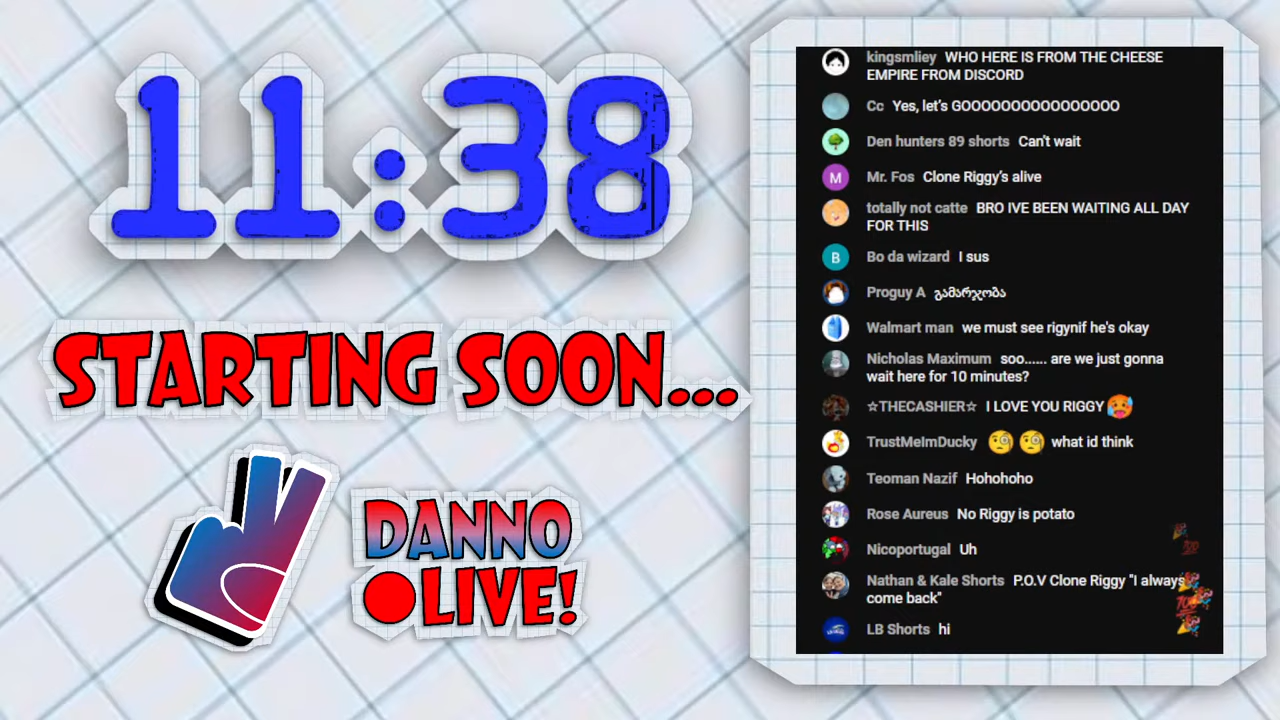 11:38
STARTING SOON...
DANNO
LIVE!
kingsmliey WHO HERE IS FROM THE CHEESE
EMPIRE FROM DISCORD
Cc Yes, let's GOOOOOOOOOOOOOOOO
Den hunters 89 shorts Can't wait
M Mr. Fos Clone Riggy's alive
totally not catte BRO IVE BEEN WAITING ALL DAY
FOR THIS
B Bo da wizard I sus
Proguy A გამარჯობა
Walmart man we must see rigynif he's okay
Nicholas Maximum soo...... are we just gonna
wait here for 10 minutes?
☆THECASHIER☆ I LOVE YOU RIGGY 🥵
TrustMeImDucky 🧐 🧐 what id think
Teoman Nazif Hohohoho
Rose Aureus No Riggy is potato
Nicoportugal Uh
Nathan & Kale Shorts P.O.V Clone Riggy "I always
come back"
LB Shorts hi